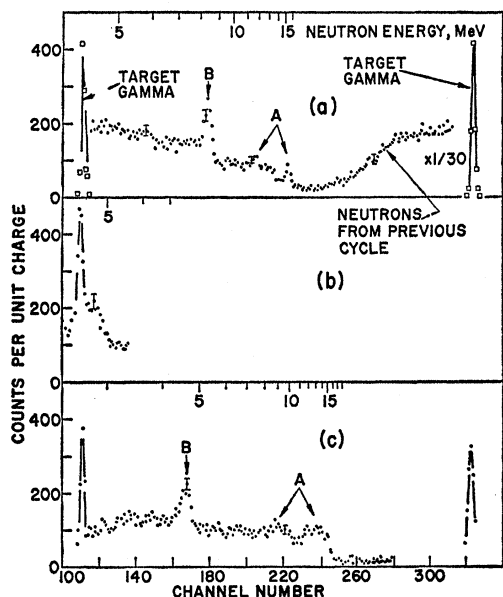 5 10 15 NEUTRON ENERGY, MeV
400
TARGET
GAMMA
B
TARGET
GAMMA
(a)
A
200
x1/30
NEUTRONS
FROM PREVIOUS
CYCLE
0
5
400
(b)
200
0
COUNTS PER UNIT CHARGE
5 10 15
400
(c)
B
A
200
0
100 140 180 220 260 300
CHANNEL NUMBER